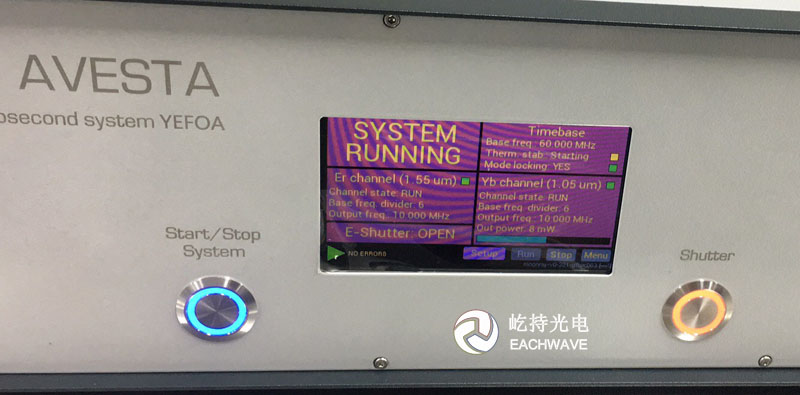 AVESTA
osecond system YEFOA
SYSTEM
RUNNING
Timebase
Base freq.: 60 000 MHz
Therm. stab.: Starting
Mode locking: YES
Er channel (1.55 um)
Channel state: RUN
Base freq. divider: 6
Output freq.: 10 000 MHz
E-Shutter: OPEN
Yb channel (1.05 um)
Channel state: RUN
Base freq. divider: 6
Output freq.: 10 000 MHz
Out power: 8 mW
NO ERRORS
Setup
Run
Stop
Menu
Start/Stop
System
Shutter
屹持光电
EACHWAVE